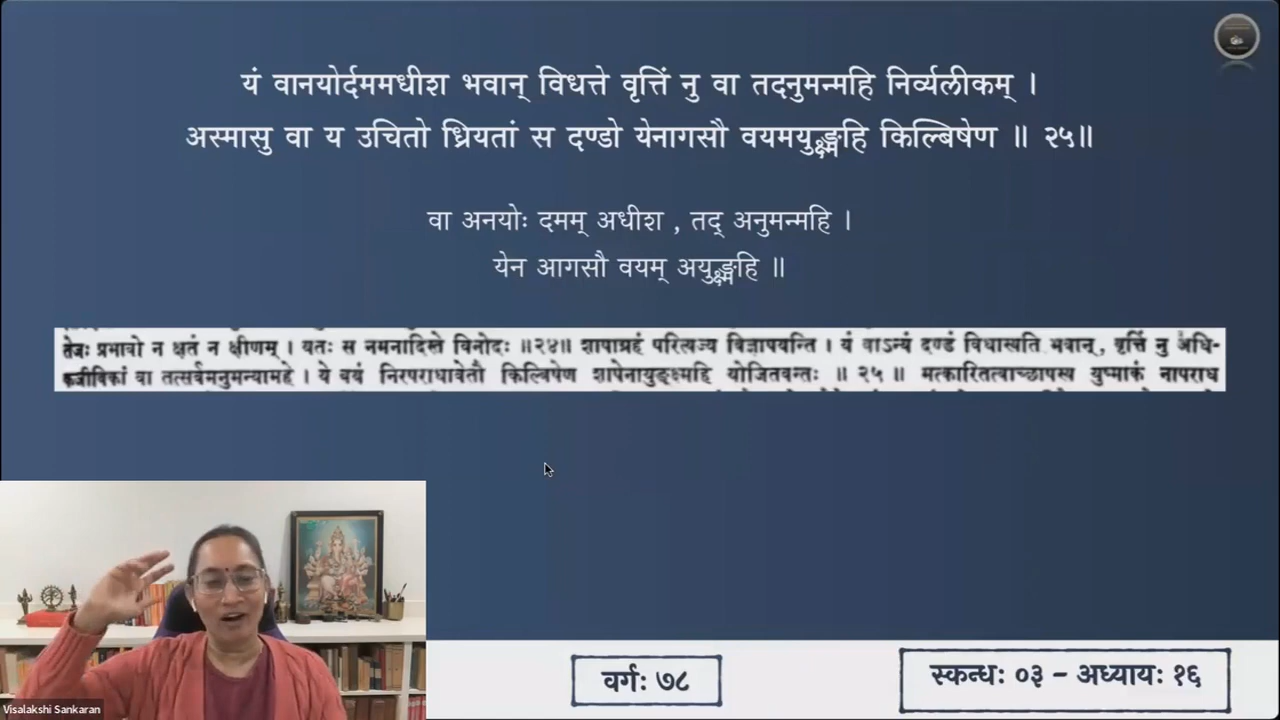 यं वानयोर्दममधीश भवान् विधत्ते वृत्तिं नु वा तदनुमन्महि निर्व्यलीकम् ।
अस्मासु वा य उचितो ध्रियतां स दण्डो येनागसौ वयमयुङ्क्ष्महि किल्बिषेण ॥ २५॥
वा अनयोः दमम् अधीश , तद् अनुमन्महि ।
येन आगसौ वयम् अयुङ्क्ष्महि ॥
तेजः प्रभावो न क्षतं न क्षीणम् । यतः स नमनादिस्ते विनोदः ॥२४॥ शापाग्रहं परित्यज्य विज्ञापयन्ति । यं वाऽन्यं दण्डं विधास्यति भवान् , वृत्तिं नु अधि-
कजीविकां वा तत्सर्वमनुमन्यामहे । ये वयं निरपराधावेतौ किल्बिषेण शापेनायुङ्क्ष्महि योजितवन्तः ॥ २५ ॥ मत्कारितत्वाच्छापस्य युष्माकं नापराध
Visalakshi Sankaran
वर्गः ७८
स्कन्धः ०३ – अध्यायः १६